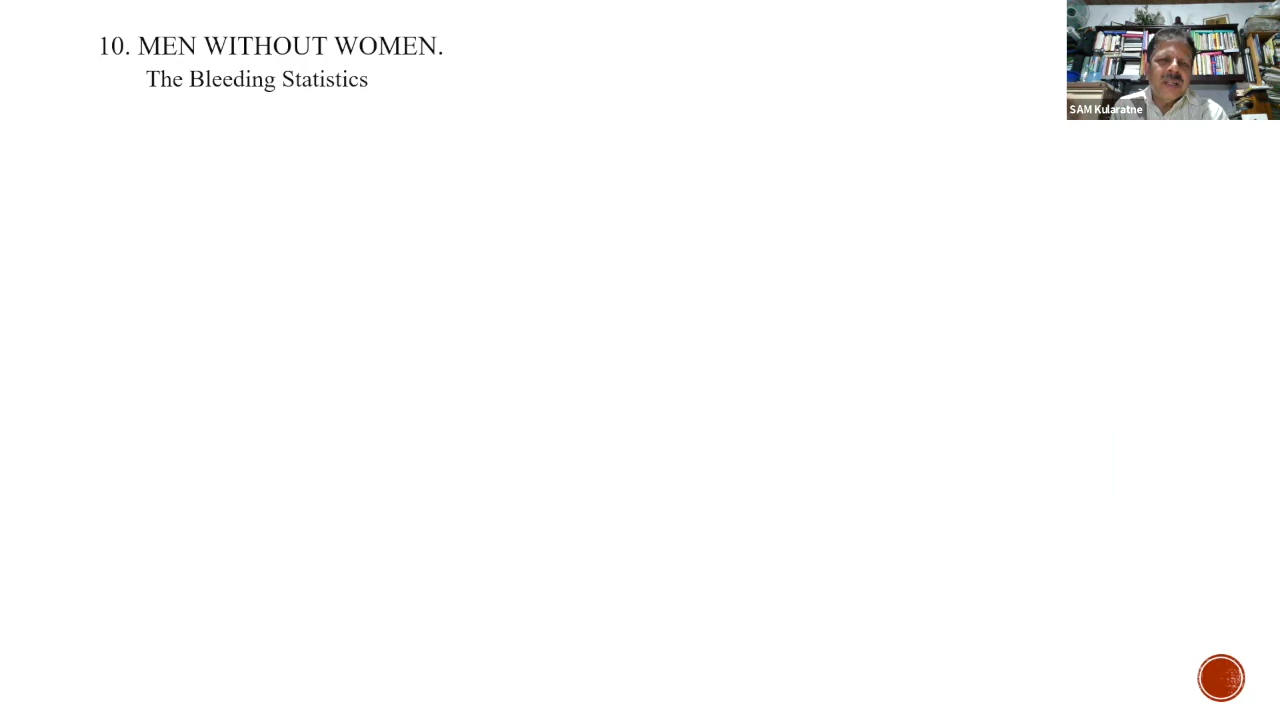 10. MEN WITHOUT WOMEN.
The Bleeding Statistics
SAM Kularatne